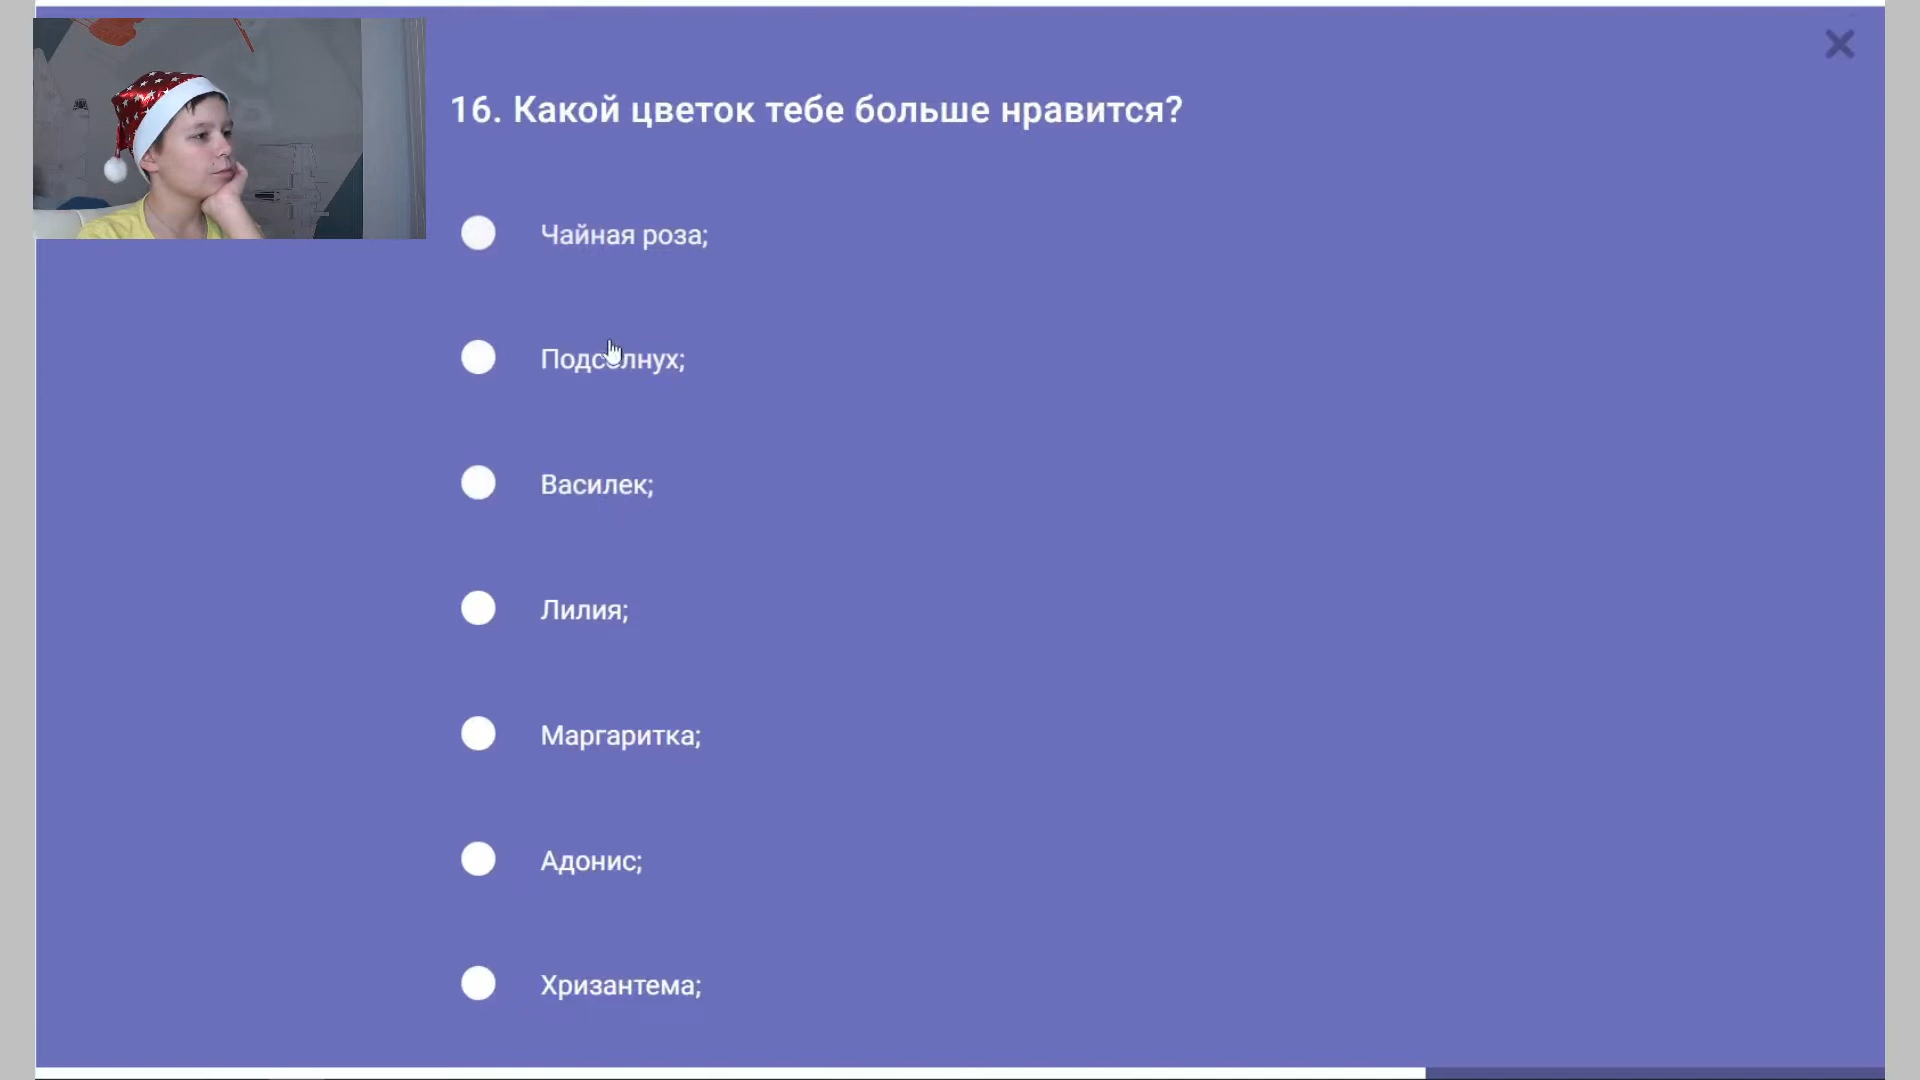 16. Какой цветок тебе больше нравится?
Чайная роза;
Подсолнух;
Василек;
Лилия;
Маргаритка;
Адонис;
Хризантема;